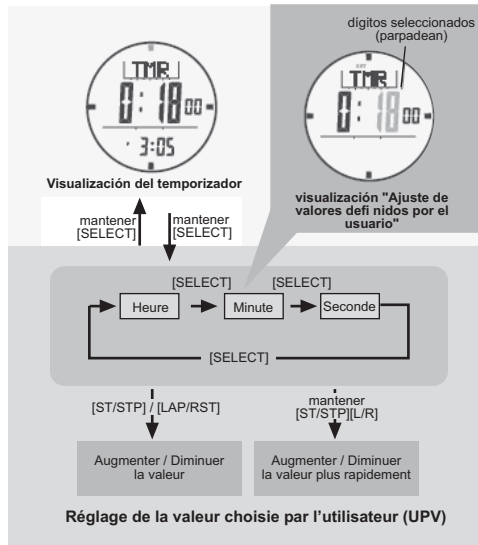 dígitos seleccionados
(parpadean)
TMR
0:18 00
3:05
TMR
0:18 00
Visualización del temporizador
visualización "Ajuste de
valores defi nidos por el
usuario"
mantener
[SELECT]
mantener
[SELECT]
[SELECT]
[SELECT]
Heure
Minute
Seconde
[SELECT]
[ST/STP] / [LAP/RST]
mantener
[ST/STP][L/R]
Augmenter / Diminuer
la valeur
Augmenter / Diminuer
la valeur plus rapidement
Réglage de la valeur choisie par l'utilisateur (UPV)